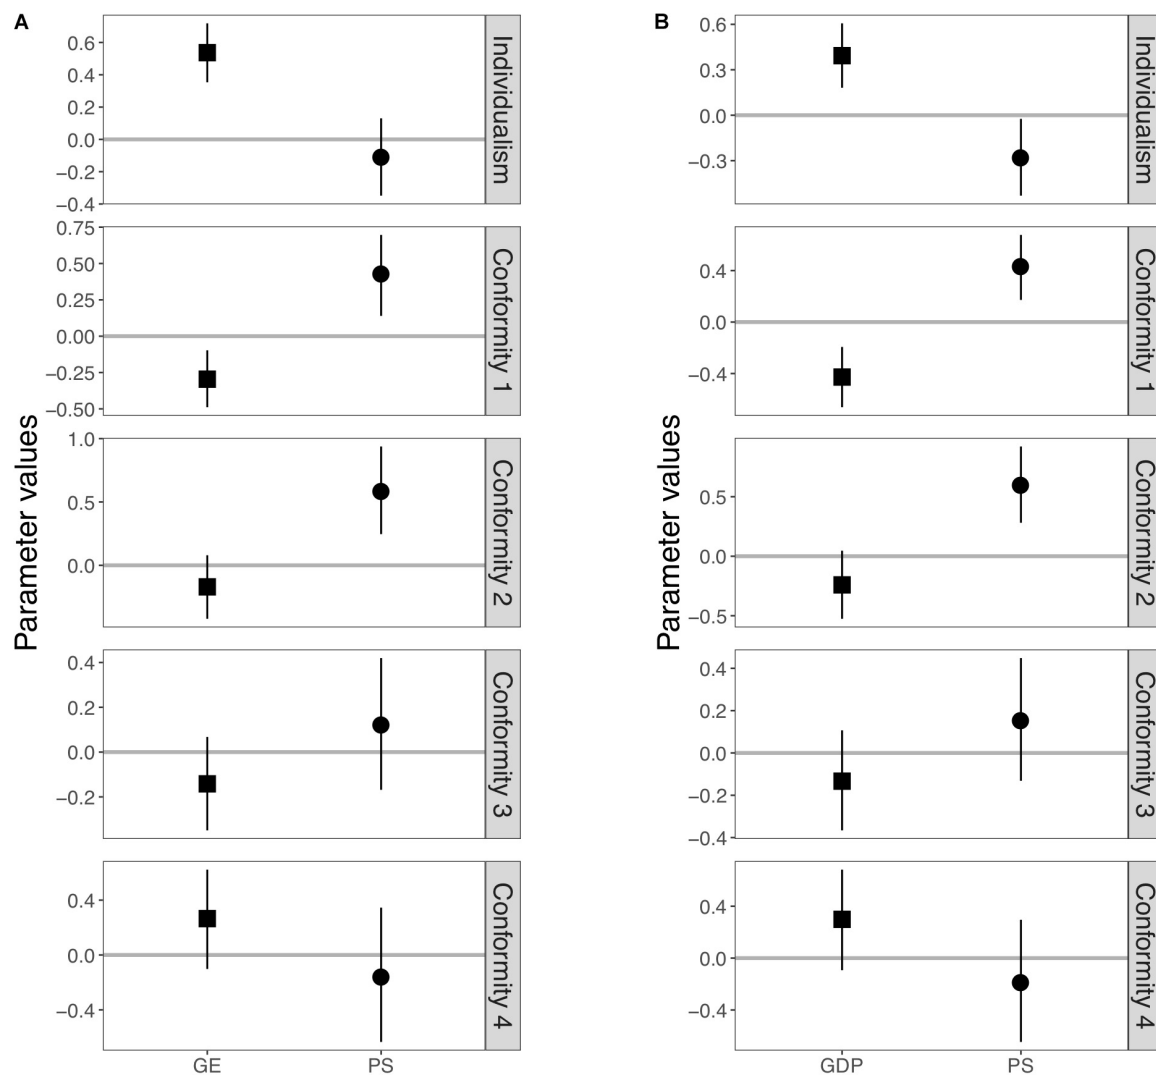 A
Parameter values
0.6
0.4
0.2
0.0
−0.2
−0.4
Individualism
0.75
0.50
0.25
0.00
−0.25
−0.50
Conformity 1
1.0
0.5
0.0
Conformity 2
0.4
0.2
0.0
−0.2
Conformity 3
0.4
0.0
−0.4
Conformity 4
GE PS
B
Parameter values
0.6
0.3
0.0
−0.3
Individualism
0.4
0.0
−0.4
Conformity 1
0.5
0.0
−0.5
Conformity 2
0.4
0.2
0.0
−0.2
−0.4
Conformity 3
0.4
0.0
−0.4
Conformity 4
GDP PS